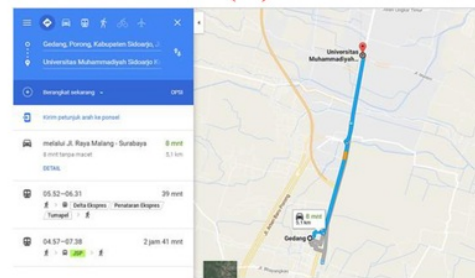 Gedang, Porong, Kabupaten Sidoarjo, J
Universitas Muhammadiyah Sidoarjo K
Berangkat sekarang
OPSI
Kirim petunjuk arah ke ponsel
melalui Jl. Raya Malang - Surabaya
8 mnt
8 mnt tanpa macet
5,1 km
DETAIL
05.52–06.31
39 mnt
Delta Ekspres
Penataran Ekspres
Tumapel
04.57–07.38
2 jam 41 mnt
JSP
Universitas
Muhammadiyah...
8 mnt
5,1 km
Gedang